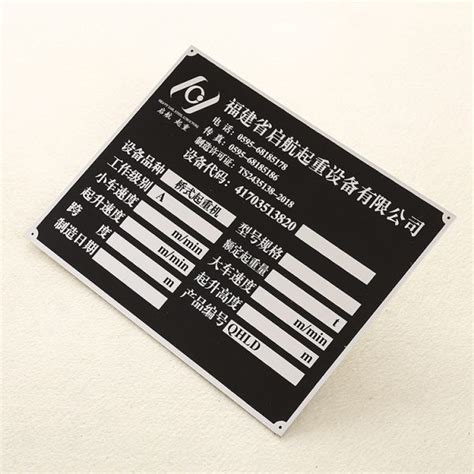 启航 起重
福建省启航起重设备有限公司
电话: 0595-68185178
传真: 0595-68185186
制造许可证: TS2435138-2018
设备代码: 41703513820
设备品种 桥式起重机 型号规格
工作级别 A 额定起重量 t
小车速度 m/min 大车速度 m/min
起升速度 m/min 起升高度 m
跨度 m 产品编号 QHLD
制造日期